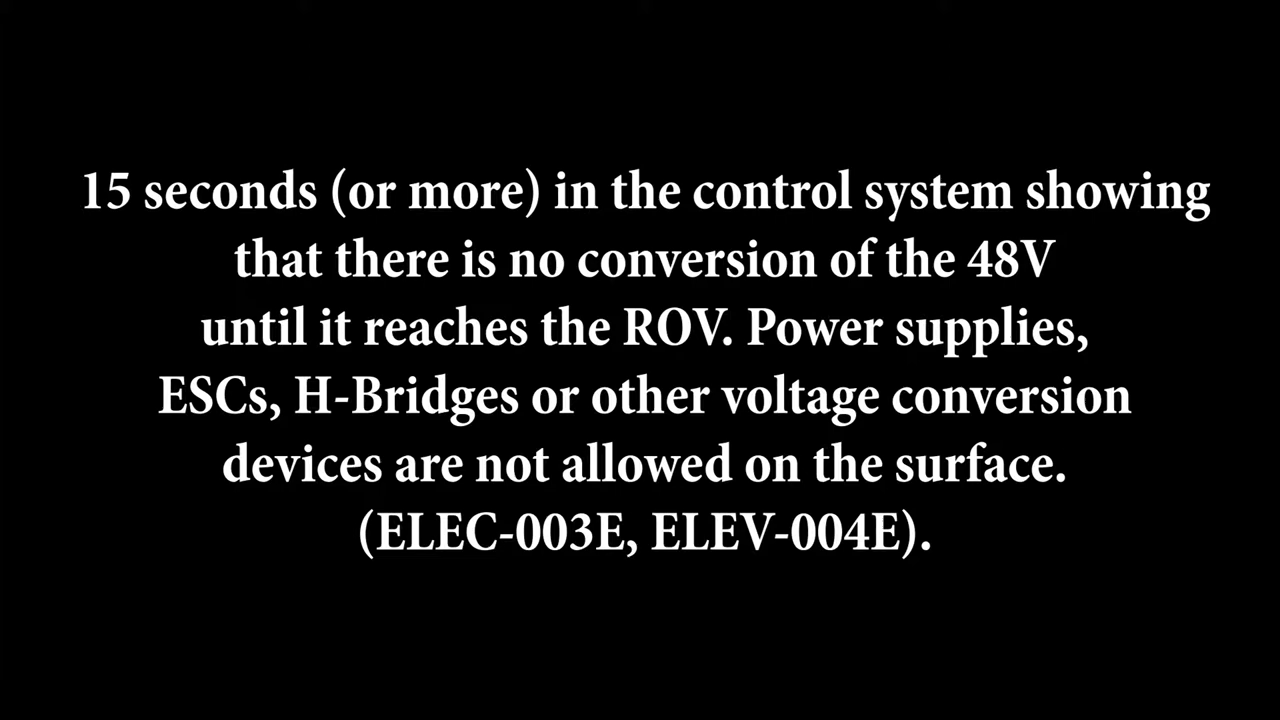 15 seconds (or more) in the control system showing
that there is no conversion of the 48V
until it reaches the ROV. Power supplies,
ESCs, H-Bridges or other voltage conversion
devices are not allowed on the surface.
(ELEC-003E, ELEV-004E).